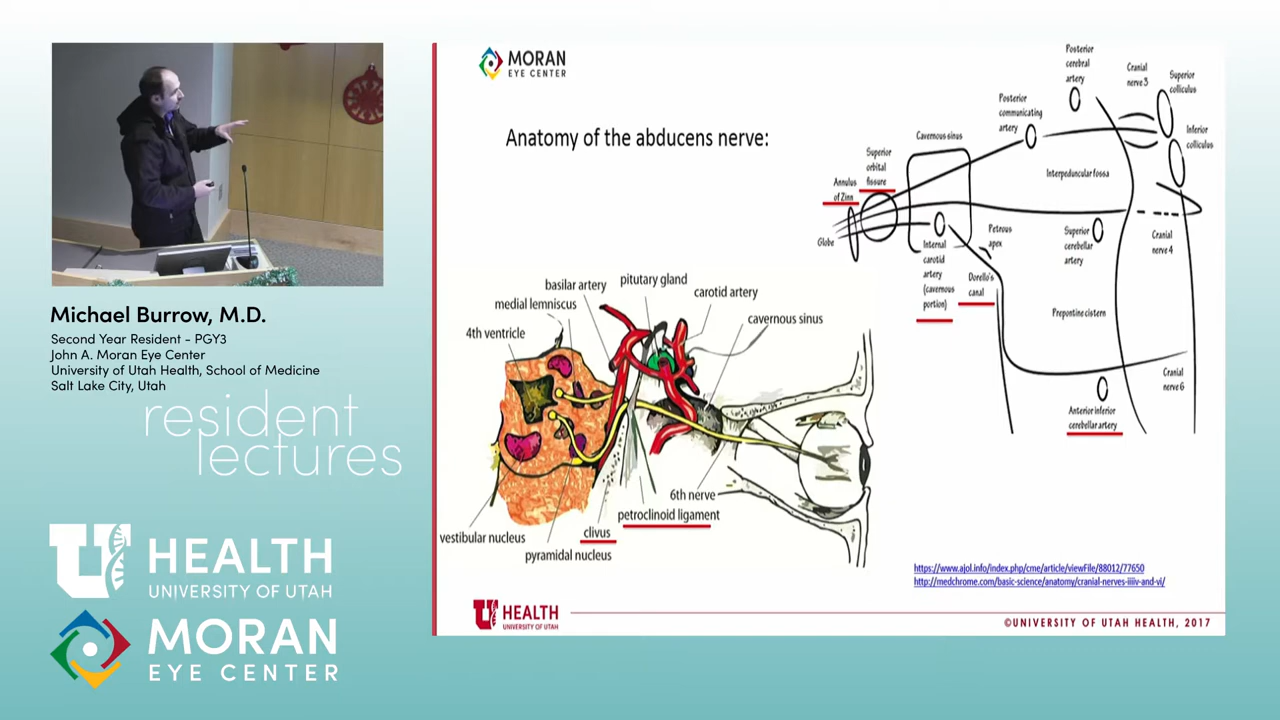 MORAN
EYE CENTER
Anatomy of the abducens nerve:
Michael Burrow, M.D.
Second Year Resident - PGY3
John A. Moran Eye Center
University of Utah Health, School of Medicine
Salt Lake City, Utah
resident
lectures
U
HEALTH
UNIVERSITY OF UTAH
MORAN
EYE CENTER
4th ventricle
medial lemniscus
basilar artery
pitutary gland
carotid artery
cavernous sinus
6th nerve
petroclinoid ligament
clivus
pyramidal nucleus
vestibular nucleus
Posterior
cerebral
artery
Cranial
nerve 3
Superior
colliculus
Posterior
communicating
artery
Inferior
colliculus
Cavernous sinus
Superior
orbital
fissure
Annulus
of Zinn
Interpeduncular fossa
Globe
Internal
carotid
artery
(cavernous
portion)
Petrous
apex
Dorello's
canal
Superior
cerebellar
artery
Cranial
nerve 4
Prepontine cistern
Cranial
nerve 6
Anterior inferior
cerebellar artery
https://www.ajol.info/index.php/cme/article/viewFile/88012/77650
http://medchrome.com/basic-science/anatomy/cranial-nerves-iiiiv-and-vi/
U
HEALTH
UNIVERSITY OF UTAH
©UNIVERSITY OF UTAH HEALTH, 2017